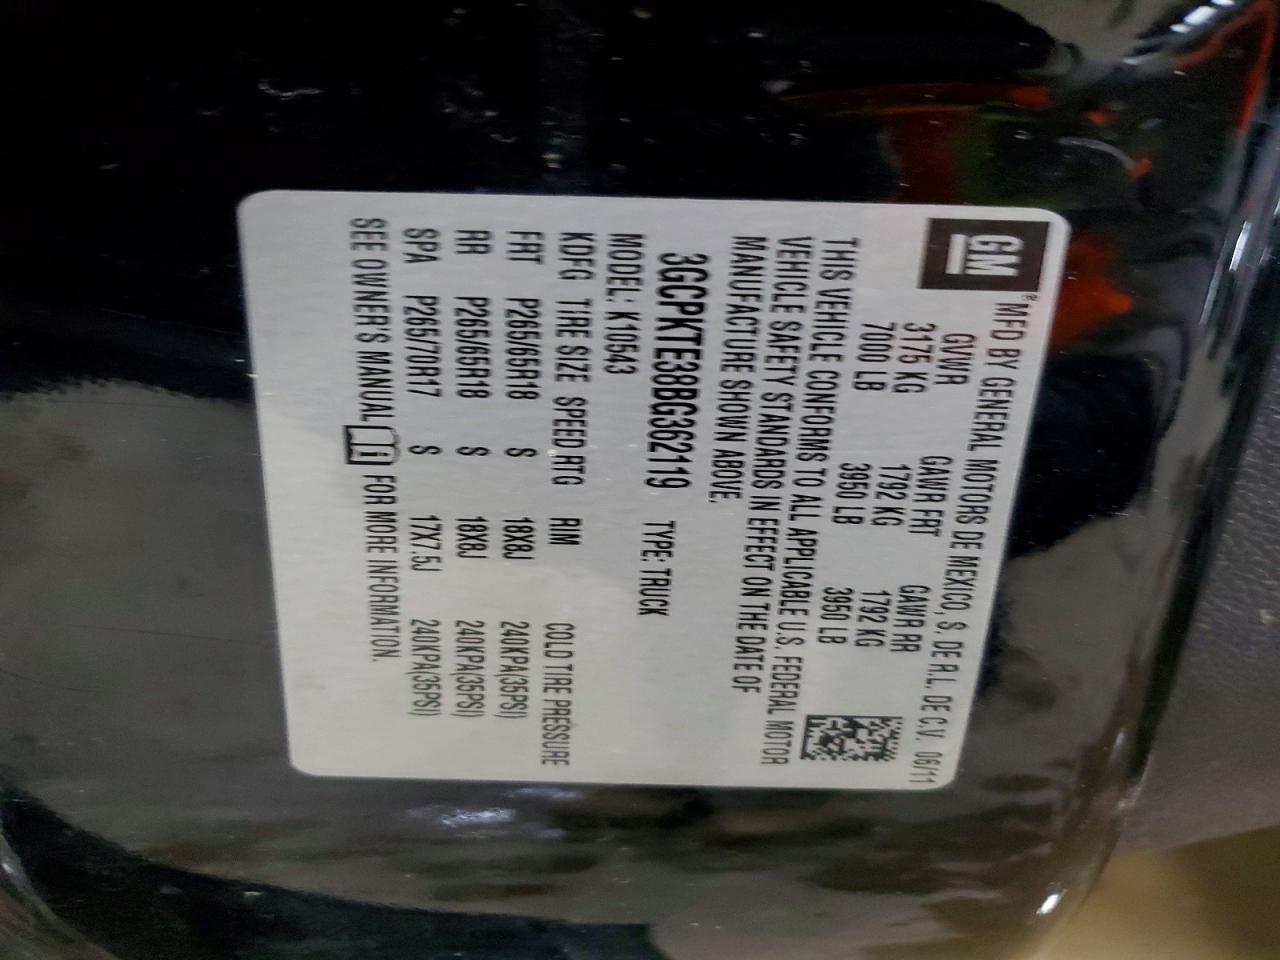 GM
® MFD BY GENERAL MOTORS DE MEXICO, S. DE R.L. DE C.V. 06/11
GVWR GAWR FRT GAWR RR
3175 KG 1792 KG 1792 KG
7000 LB 3950 LB 3950 LB
THIS VEHICLE CONFORMS TO ALL APPLICABLE U.S. FEDERAL MOTOR
VEHICLE SAFETY STANDARDS IN EFFECT ON THE DATE OF
MANUFACTURE SHOWN ABOVE.
3GCPKTE3BBG362119 TYPE: TRUCK
MODEL: K10543
KDFG TIRE SIZE SPEED RTG RIM COLD TIRE PRESSURE
FRT P265/65R18 S 18X8J 240KPA(35PSI)
RR P265/65R18 S 18X8J 240KPA(35PSI)
SPA P265/70R17 S 17X7.5J 240KPA(35PSI)
SEE OWNER'S MANUAL i FOR MORE INFORMATION.